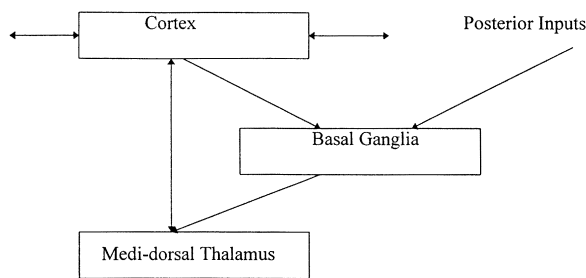 Cortex
Posterior Inputs
Basal Ganglia
Medi-dorsal Thalamus